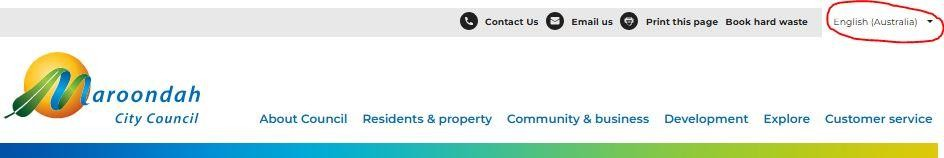 Contact Us Email us Print this page Book hard waste English (Australia)
Maroondah
City Council
About Council Residents & property Community & business Development Explore Customer service